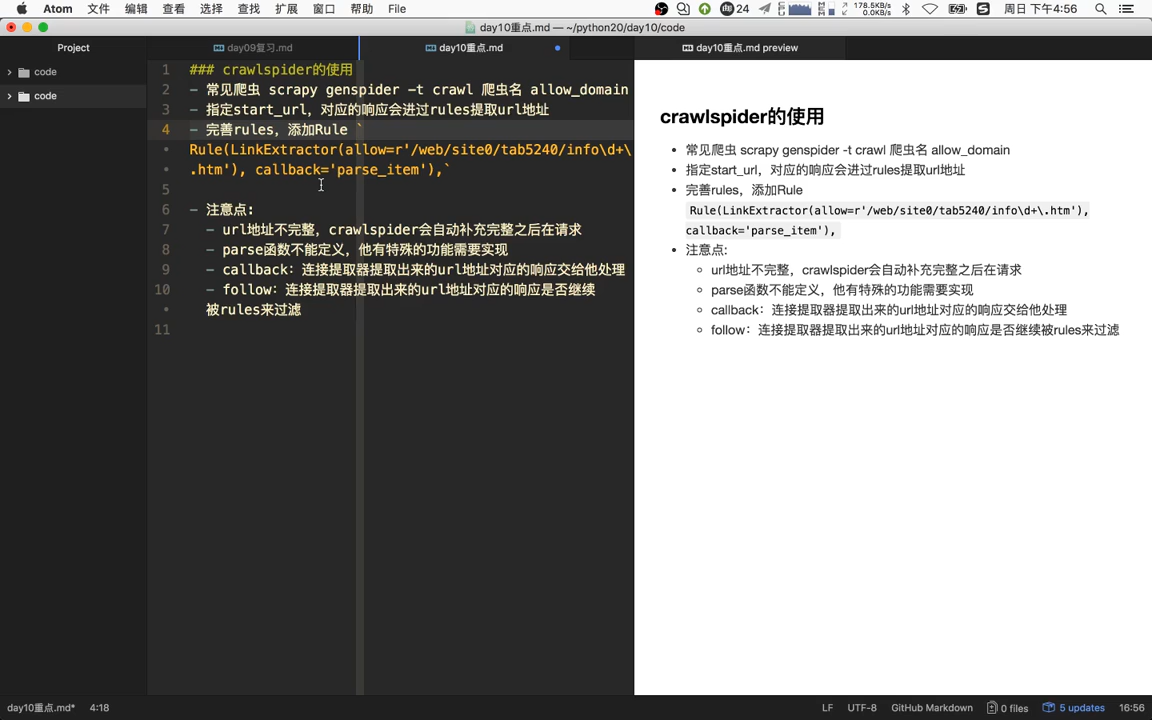 Atom 文件 编辑 查看 选择 查找 扩展 窗口 帮助 File 24 178.5KB/s 0.0KB/s 周日 下午4:56
day10重点.md — ~/python20/day10/code
Project
day09复习.md
day10重点.md
day10重点.md preview
code
code
1 ### crawlspider的使用
2 - 常见爬虫 scrapy genspider -t crawl 爬虫名 allow_domain
3 - 指定start_url，对应的响应会进过rules提取url地址
4 - 完善rules，添加Rule `
Rule(LinkExtractor(allow=r'/web/site0/tab5240/info\d+\
.htm'), callback='parse_item'),`
5
6 - 注意点:
7 - url地址不完整，crawlspider会自动补充完整之后在请求
8 - parse函数不能定义，他有特殊的功能需要实现
9 - callback：连接提取器提取出来的url地址对应的响应交给他处理
10 - follow：连接提取器提取出来的url地址对应的响应是否继续
被rules来过滤
11
crawlspider的使用
• 常见爬虫 scrapy genspider -t crawl 爬虫名 allow_domain
• 指定start_url，对应的响应会进过rules提取url地址
• 完善rules，添加Rule
Rule(LinkExtractor(allow=r'/web/site0/tab5240/info\d+\.htm'),
callback='parse_item'),
• 注意点:
◦ url地址不完整，crawlspider会自动补充完整之后在请求
◦ parse函数不能定义，他有特殊的功能需要实现
◦ callback：连接提取器提取出来的url地址对应的响应交给他处理
◦ follow：连接提取器提取出来的url地址对应的响应是否继续被rules来过滤
day10重点.md* 4:18 LF UTF-8 GitHub Markdown 0 files 5 updates 16:56